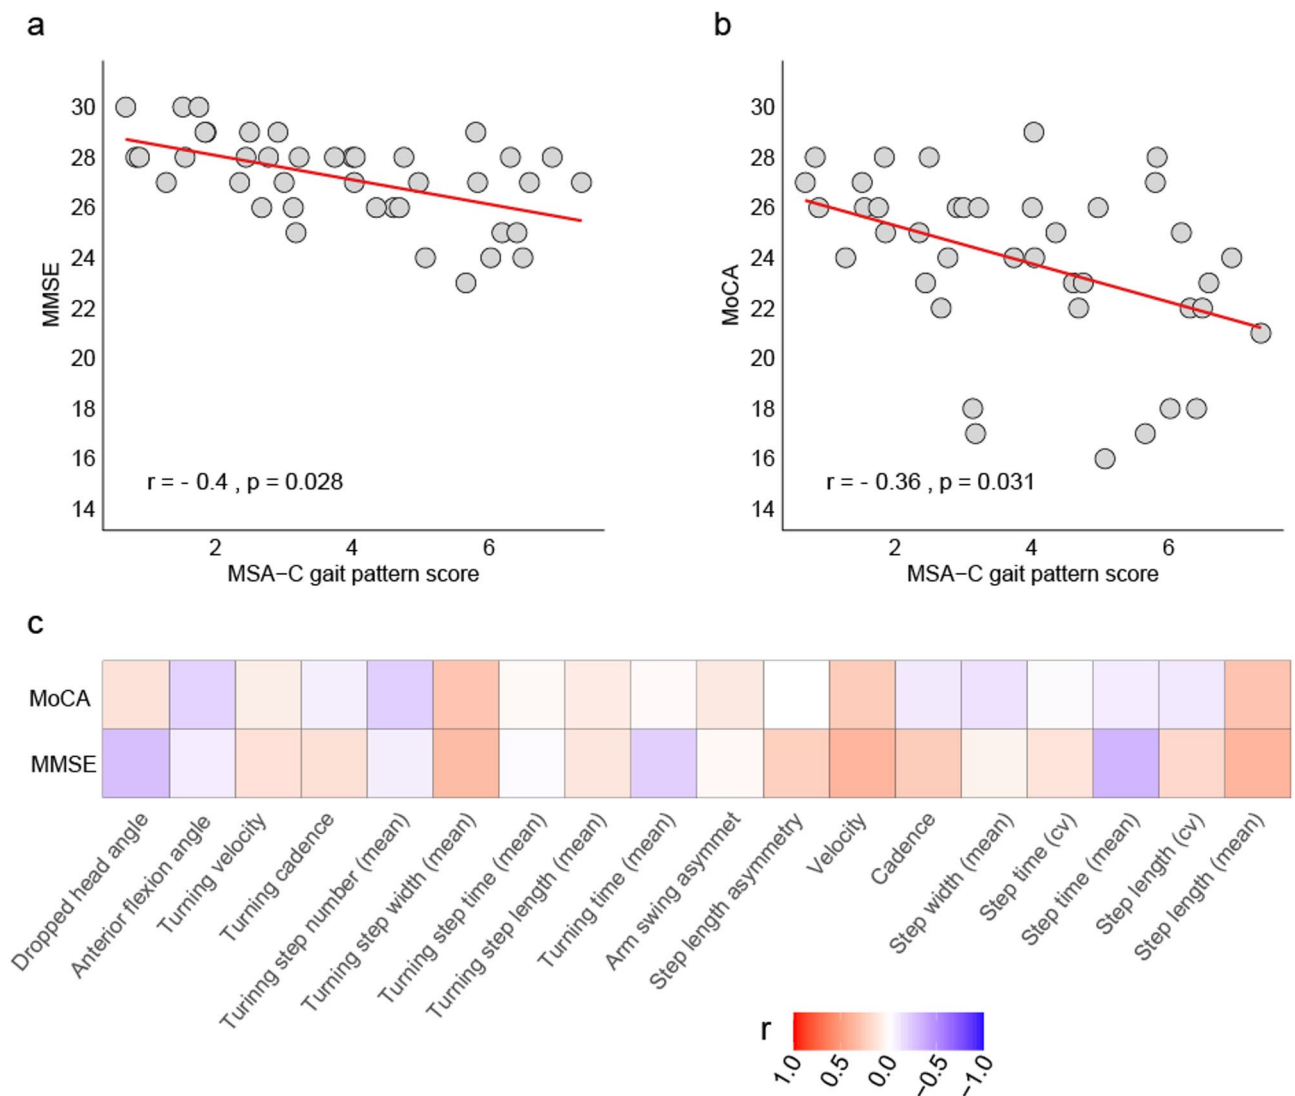 a
30
28
26
24
22
20
18
16
14
MMSE
r = - 0.4 , p = 0.028
2 4 6
MSA−C gait pattern score
b
30
28
26
24
22
20
18
16
14
MoCA
r = - 0.36 , p = 0.031
2 4 6
MSA−C gait pattern score
c
MoCA
MMSE
Dropped head angle
Anterior flexion angle
Turning velocity
Turning cadence
Turinng step number (mean)
Turning step width (mean)
Turning step time (mean)
Turning step length (mean)
Turning time (mean)
Arm swing asymmet
Step length asymmetry
Velocity
Cadence
Step width (mean)
Step time (cv)
Step time (mean)
Step length (cv)
Step length (mean)
r
1.0
0.5
0.0
−0.5
−1.0